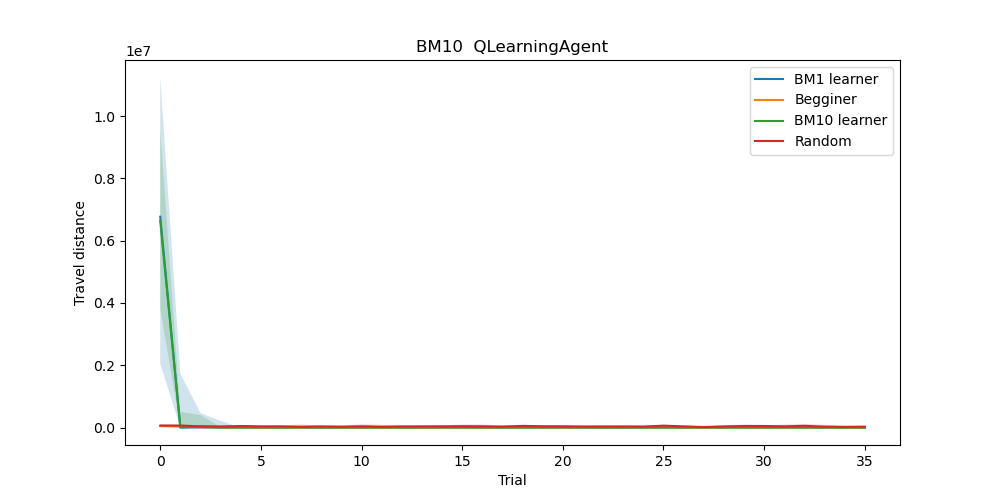 BM10 QLearningAgent
1e7
1.0
0.8
0.6
0.4
0.2
0.0
Travel distance
0 5 10 15 20 25 30 35
Trial
BM1 learner
Begginer
BM10 learner
Random